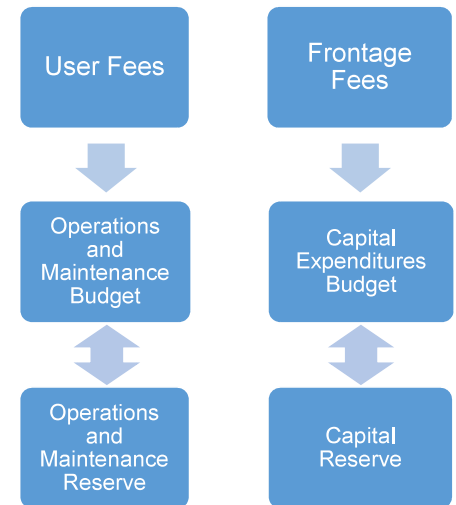 User Fees
Frontage
Fees
Operations
and
Maintenance
Budget
Capital
Expenditures
Budget
Operations
and
Maintenance
Reserve
Capital
Reserve